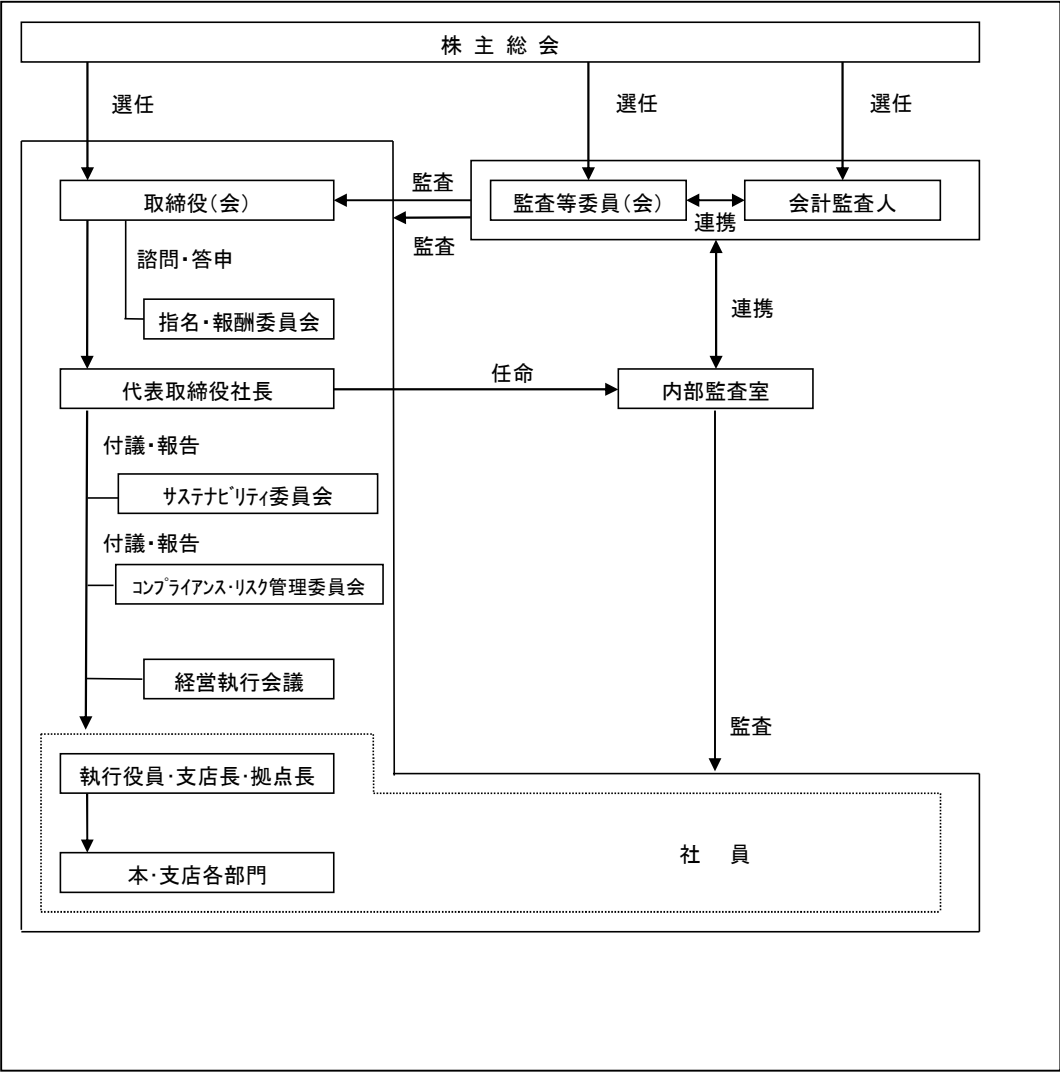 株 主 総 会
選任
選任
選任
取締役(会)
監査
監査
監査等委員(会)
連携
会計監査人
諮問・答申
指名・報酬委員会
連携
代表取締役社長
任命
内部監査室
付議・報告
ｻｽﾃﾅﾋﾞﾘﾃｨ委員会
付議・報告
ｺﾝﾌﾟﾗｲｱﾝｽ・ﾘｽｸ管理委員会
経営執行会議
監査
執行役員・支店長・拠点長
本・支店各部門
社 員